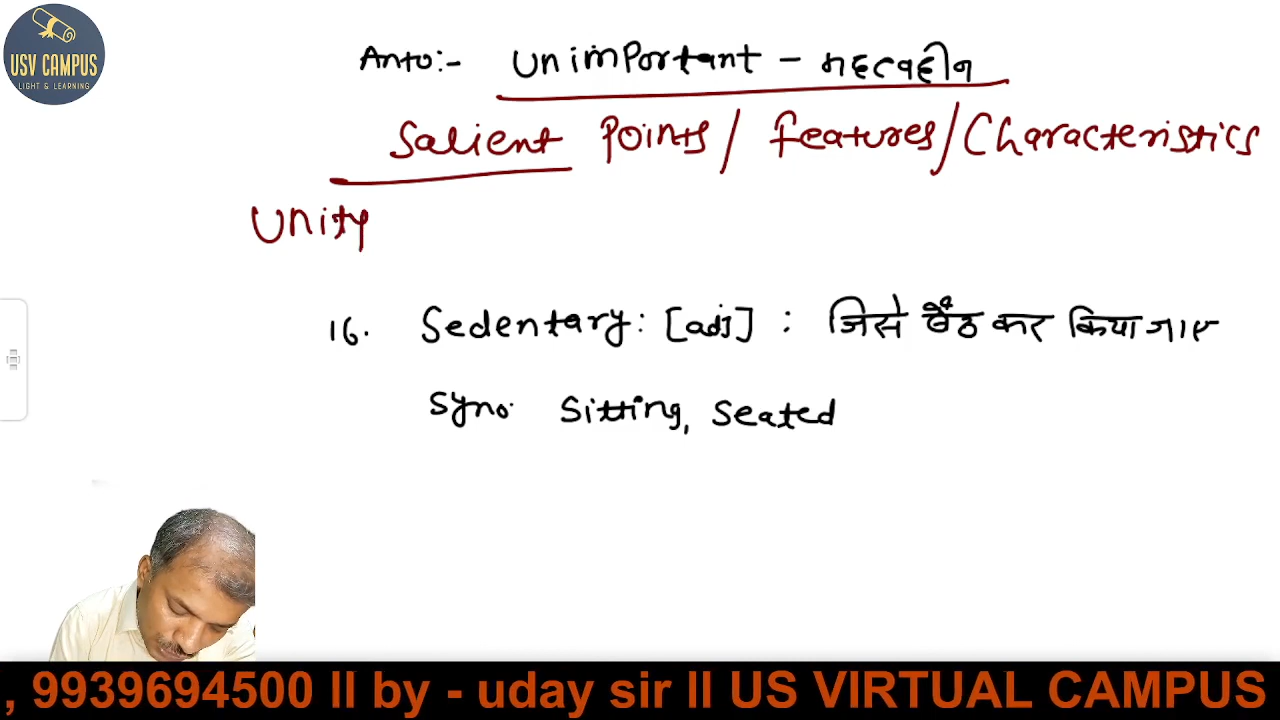 USV CAMPUS
LIGHT & LEARNING
Anto:- Unimportant - महत्वहीन
Salient Points / Features / Characteristics
Unity
16. Sedentary: [adj] : जिसे बैठ कर किया जाए
Syno: Sitting, Seated
, 9939694500 ll by - uday sir ll US VIRTUAL CAMPUS